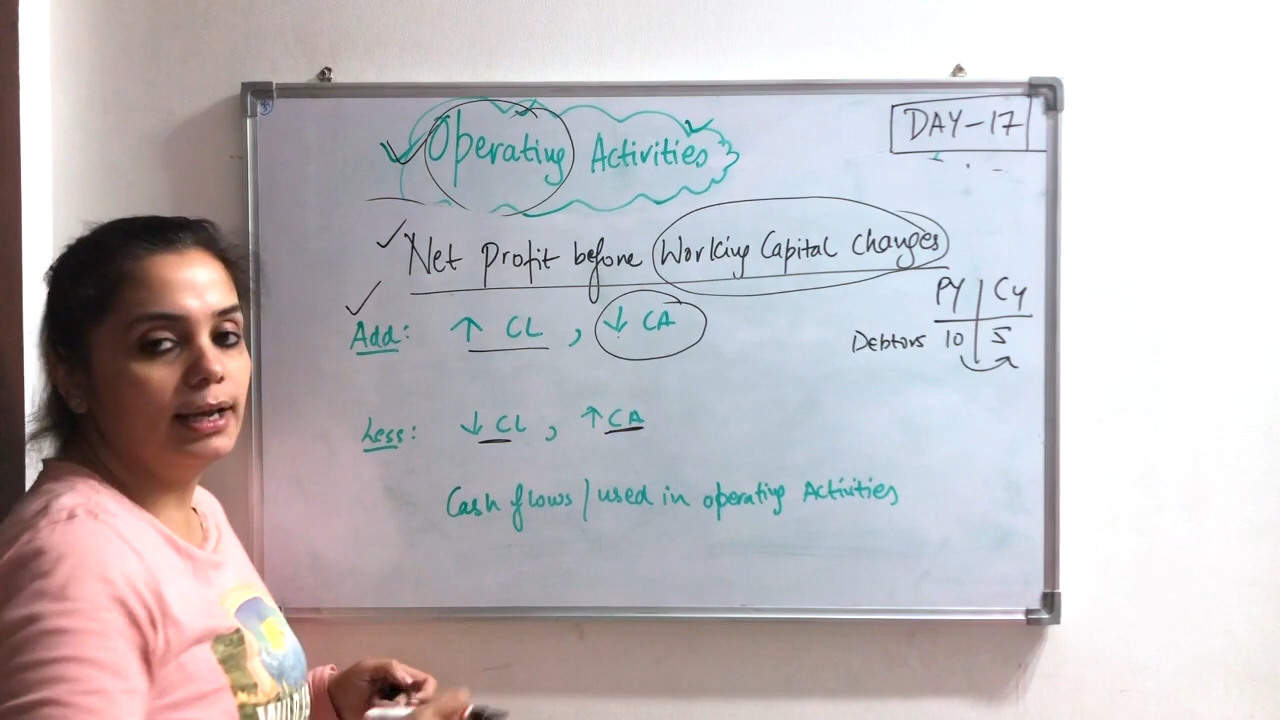 DAY-17
Operating Activities
Net Profit before Working Capital Changes
PY Cy
Add: ↑ CL, ↓ CA
Debtors 10 5
Less: ↓ CL, ↑ CA
Cash flows / used in operating Activities